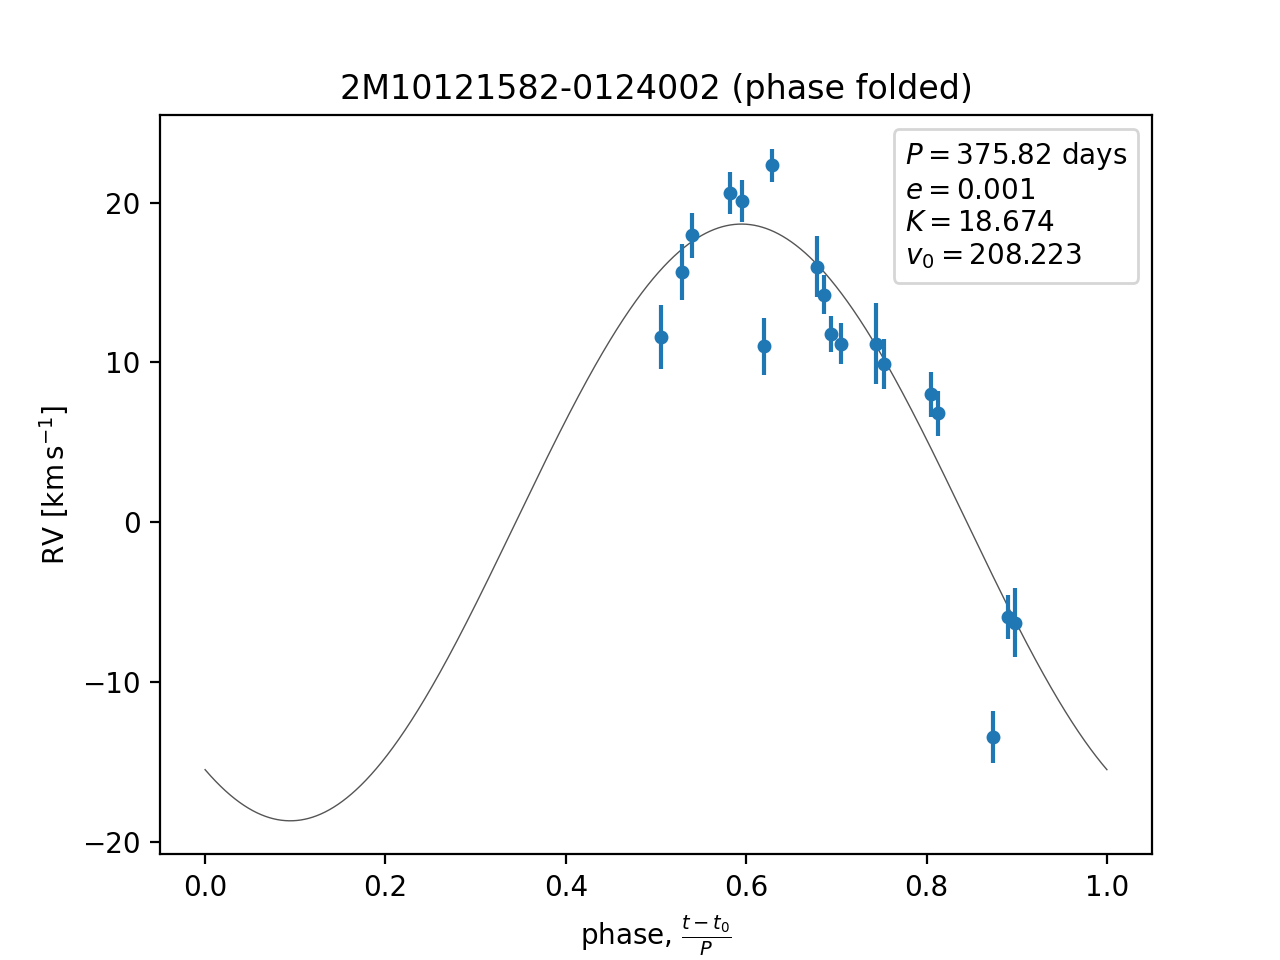 2M10121582-0124002 (phase folded)
P = 375.82 days
e = 0.001
K = 18.674
v₀ = 208.223
20
10
0
−10
−20
RV [km s⁻¹]
0.0 0.2 0.4 0.6 0.8 1.0
phase, (t − t₀)/P